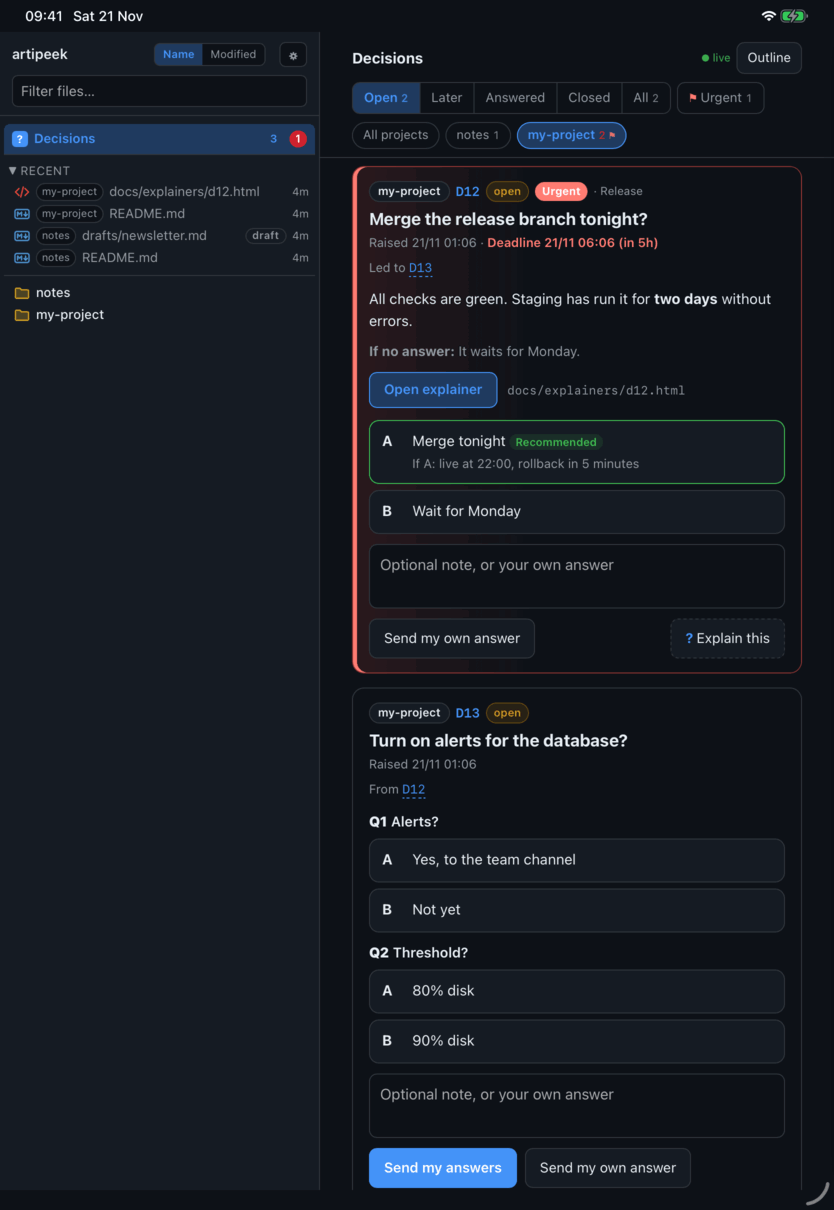 09:41 Sat 21 Nov
artipeek
Name Modified
Filter files...
? Decisions 3 1
▼ RECENT
</> my-project docs/explainers/d12.html 4m
M↓ my-project README.md 4m
M↓ notes drafts/newsletter.md draft 4m
M↓ notes README.md 4m
notes
my-project
Decisions
live Outline
Open 2 Later Answered Closed All 2 ⚑ Urgent 1
All projects notes 1 my-project 2 ⚑
my-project D12 open Urgent · Release
Merge the release branch tonight?
Raised 21/11 01:06 · Deadline 21/11 06:06 (in 5h)
Led to D13
All checks are green. Staging has run it for two days without
errors.
If no answer: It waits for Monday.
Open explainer docs/explainers/d12.html
A Merge tonight Recommended
If A: live at 22:00, rollback in 5 minutes
B Wait for Monday
Optional note, or your own answer
Send my own answer ? Explain this
my-project D13 open
Turn on alerts for the database?
Raised 21/11 01:06
From D12
Q1 Alerts?
A Yes, to the team channel
B Not yet
Q2 Threshold?
A 80% disk
B 90% disk
Optional note, or your own answer
Send my answers Send my own answer